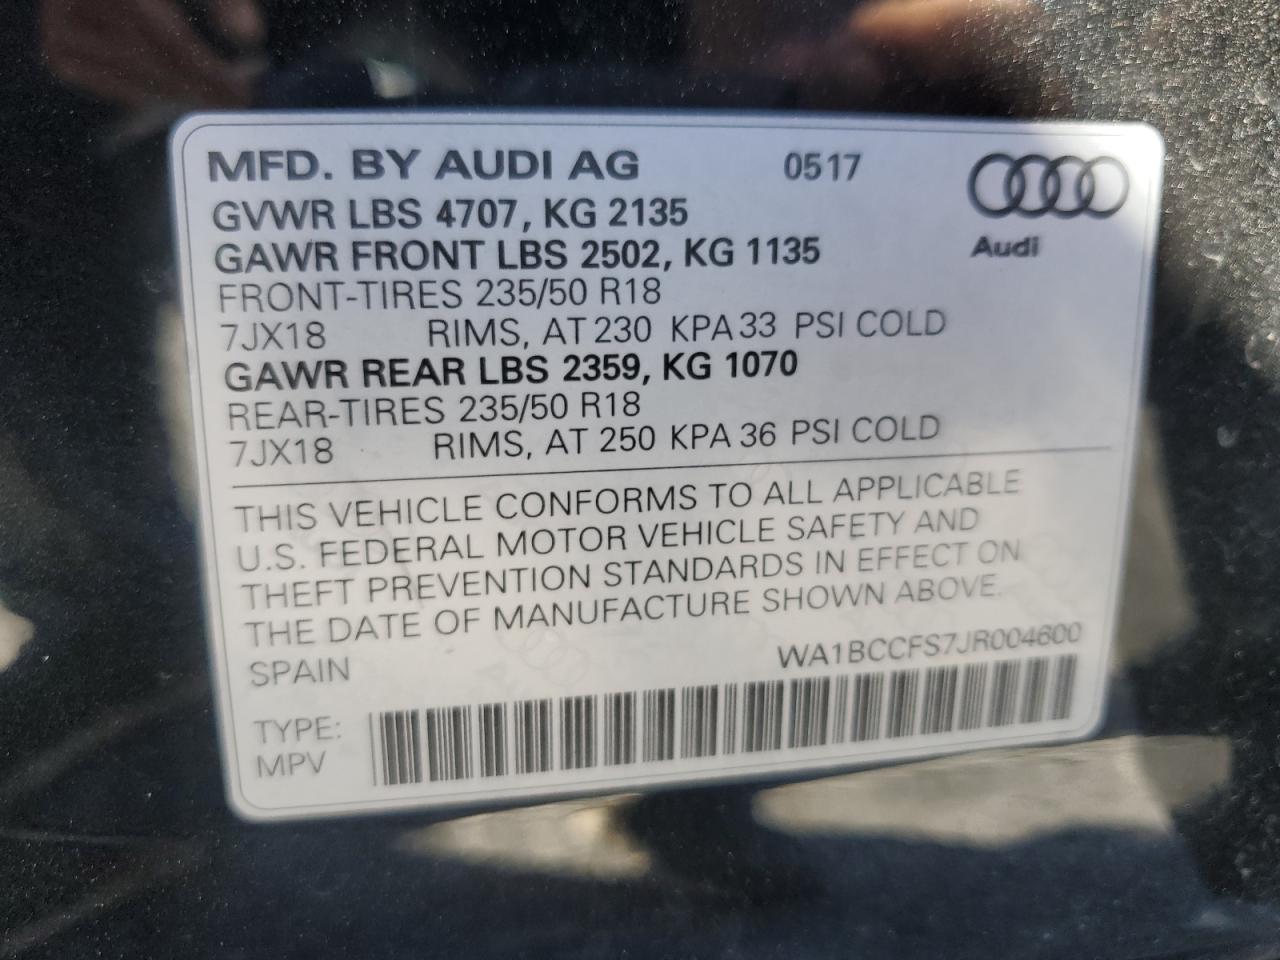 MFD. BY AUDI AG 0517
Audi
GVWR LBS 4707, KG 2135
GAWR FRONT LBS 2502, KG 1135
FRONT-TIRES 235/50 R18
7JX18 RIMS, AT 230 KPA 33 PSI COLD
GAWR REAR LBS 2359, KG 1070
REAR-TIRES 235/50 R18
7JX18 RIMS, AT 250 KPA 36 PSI COLD
THIS VEHICLE CONFORMS TO ALL APPLICABLE
U.S. FEDERAL MOTOR VEHICLE SAFETY AND
THEFT PREVENTION STANDARDS IN EFFECT ON
THE DATE OF MANUFACTURE SHOWN ABOVE.
SPAIN WA1BCCFS7JR004600
TYPE:
MPV